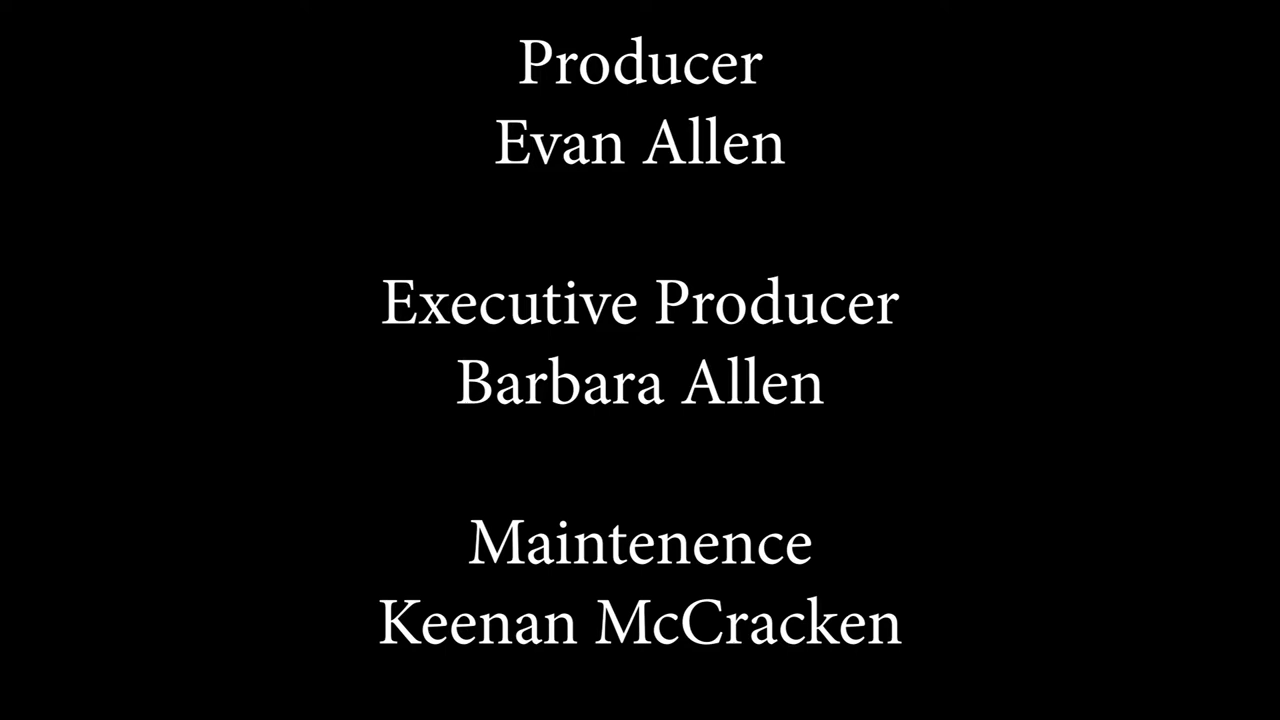 Producer
Evan Allen
Executive Producer
Barbara Allen
Maintenence
Keenan McCracken